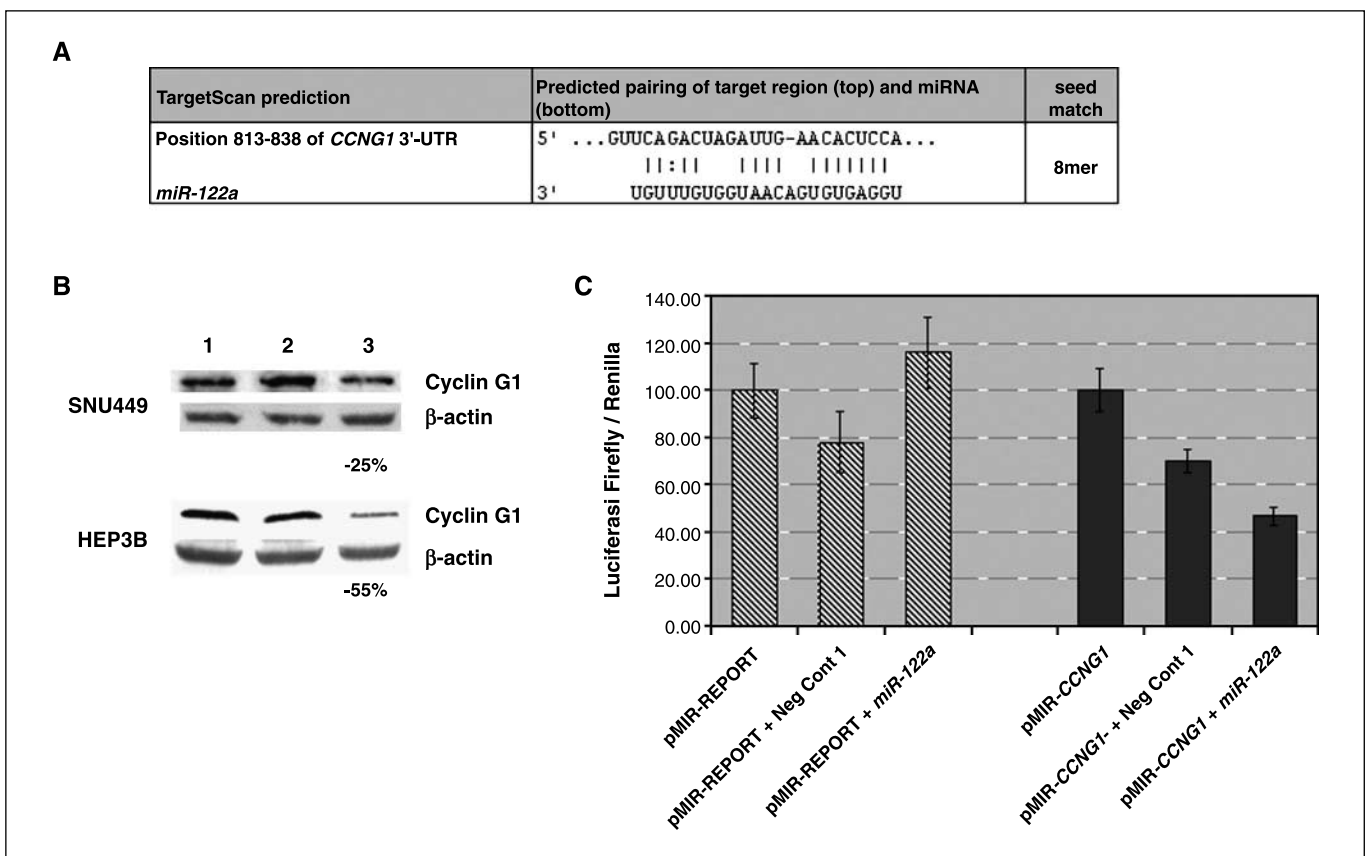 A
TargetScan prediction
Predicted pairing of target region (top) and miRNA
(bottom)
seed
match
Position 813-838 of CCNG1 3'-UTR
5' ...GUUCAGACUAGAUUG-AACACUCCA...
||:|| |||| |||||||
8mer
miR-122a
3' UGUUUGUGGUAACAGUGUGAGGU
B
1 2 3
SNU449
Cyclin G1
β-actin
-25%
HEP3B
Cyclin G1
β-actin
-55%
C
Luciferasi Firefly / Renilla
140.00
120.00
100.00
80.00
60.00
40.00
20.00
0.00
pMIR-REPORT
pMIR-REPORT + Neg Cont 1
pMIR-REPORT + miR-122a
pMIR-CCNG1
pMIR-CCNG1- + Neg Cont 1
pMIR-CCNG1 + miR-122a